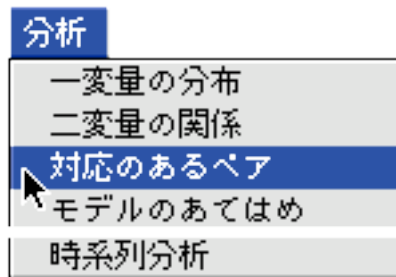 分析
一変量の分布
二変量の関係
対応のあるペア
モデルのあてはめ
時系列分析